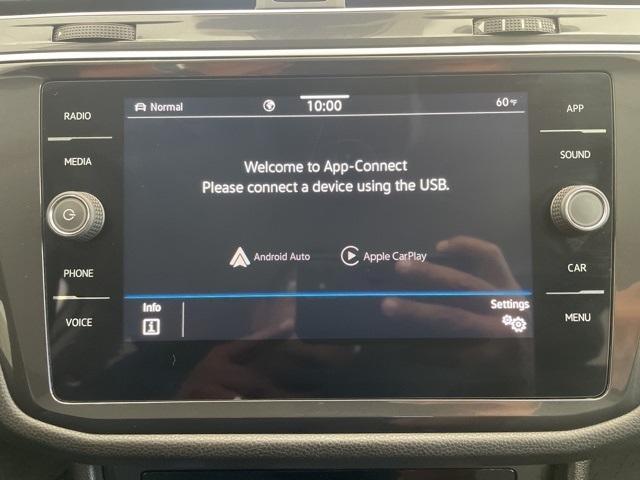 Normal 10:00 60°F
RADIO
MEDIA
PHONE
VOICE
Welcome to App-Connect
Please connect a device using the USB.
Android Auto Apple CarPlay
Info Settings
APP
SOUND
CAR
MENU